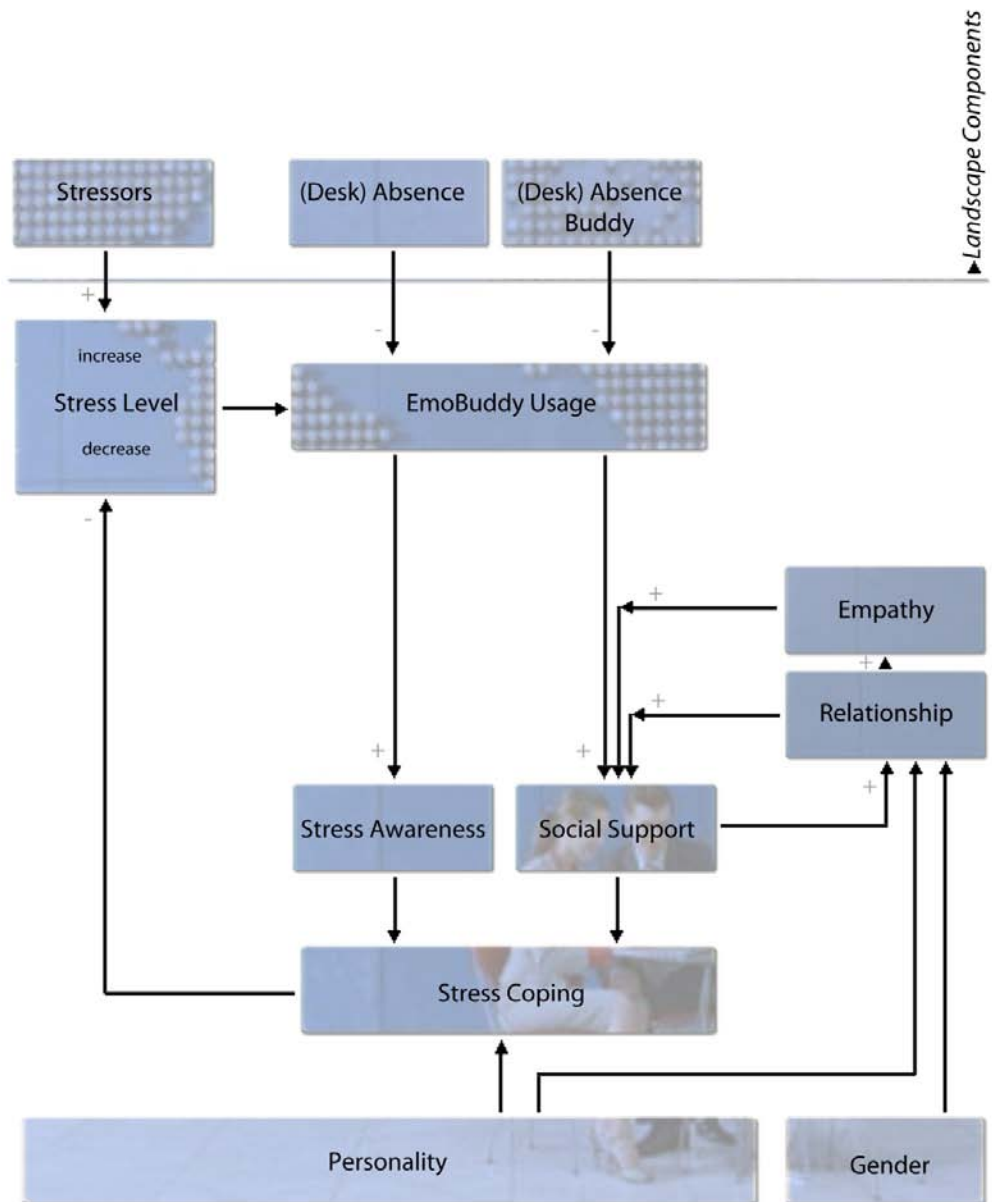 Landscape Components
Stressors
(Desk) Absence
(Desk) Absence
Buddy
+
-
-
increase
Stress Level
decrease
EmoBuddy Usage
-
+
Empathy
+
+
Relationship
+
+
+
Stress Awareness
Social Support
Stress Coping
Personality
Gender